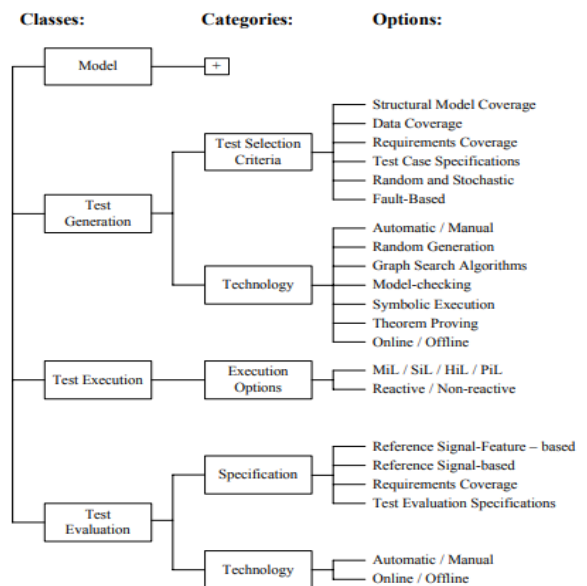 Classes:
Categories:
Options:
Model
+
Test Generation
Test Selection
Criteria
Structural Model Coverage
Data Coverage
Requirements Coverage
Test Case Specifications
Random and Stochastic
Fault-Based
Technology
Automatic / Manual
Random Generation
Graph Search Algorithms
Model-checking
Symbolic Execution
Theorem Proving
Online / Offline
Test Execution
Execution
Options
MiL / SiL / HiL / PiL
Reactive / Non-reactive
Test
Evaluation
Specification
Reference Signal-Feature – based
Reference Signal-based
Requirements Coverage
Test Evaluation Specifications
Technology
Automatic / Manual
Online / Offline